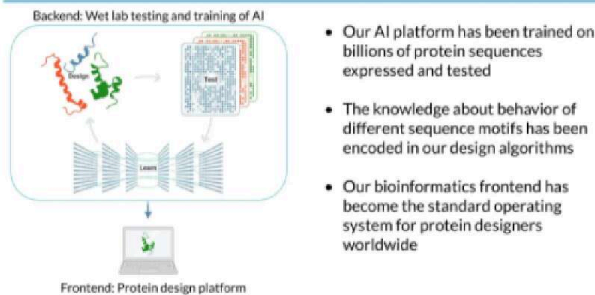 Backend: Wet lab testing and training of AI
Design
Test
Learn
Frontend: Protein design platform
• Our AI platform has been trained on
billions of protein sequences
expressed and tested
• The knowledge about behavior of
different sequence motifs has been
encoded in our design algorithms
• Our bioinformatics frontend has
become the standard operating
system for protein designers
worldwide